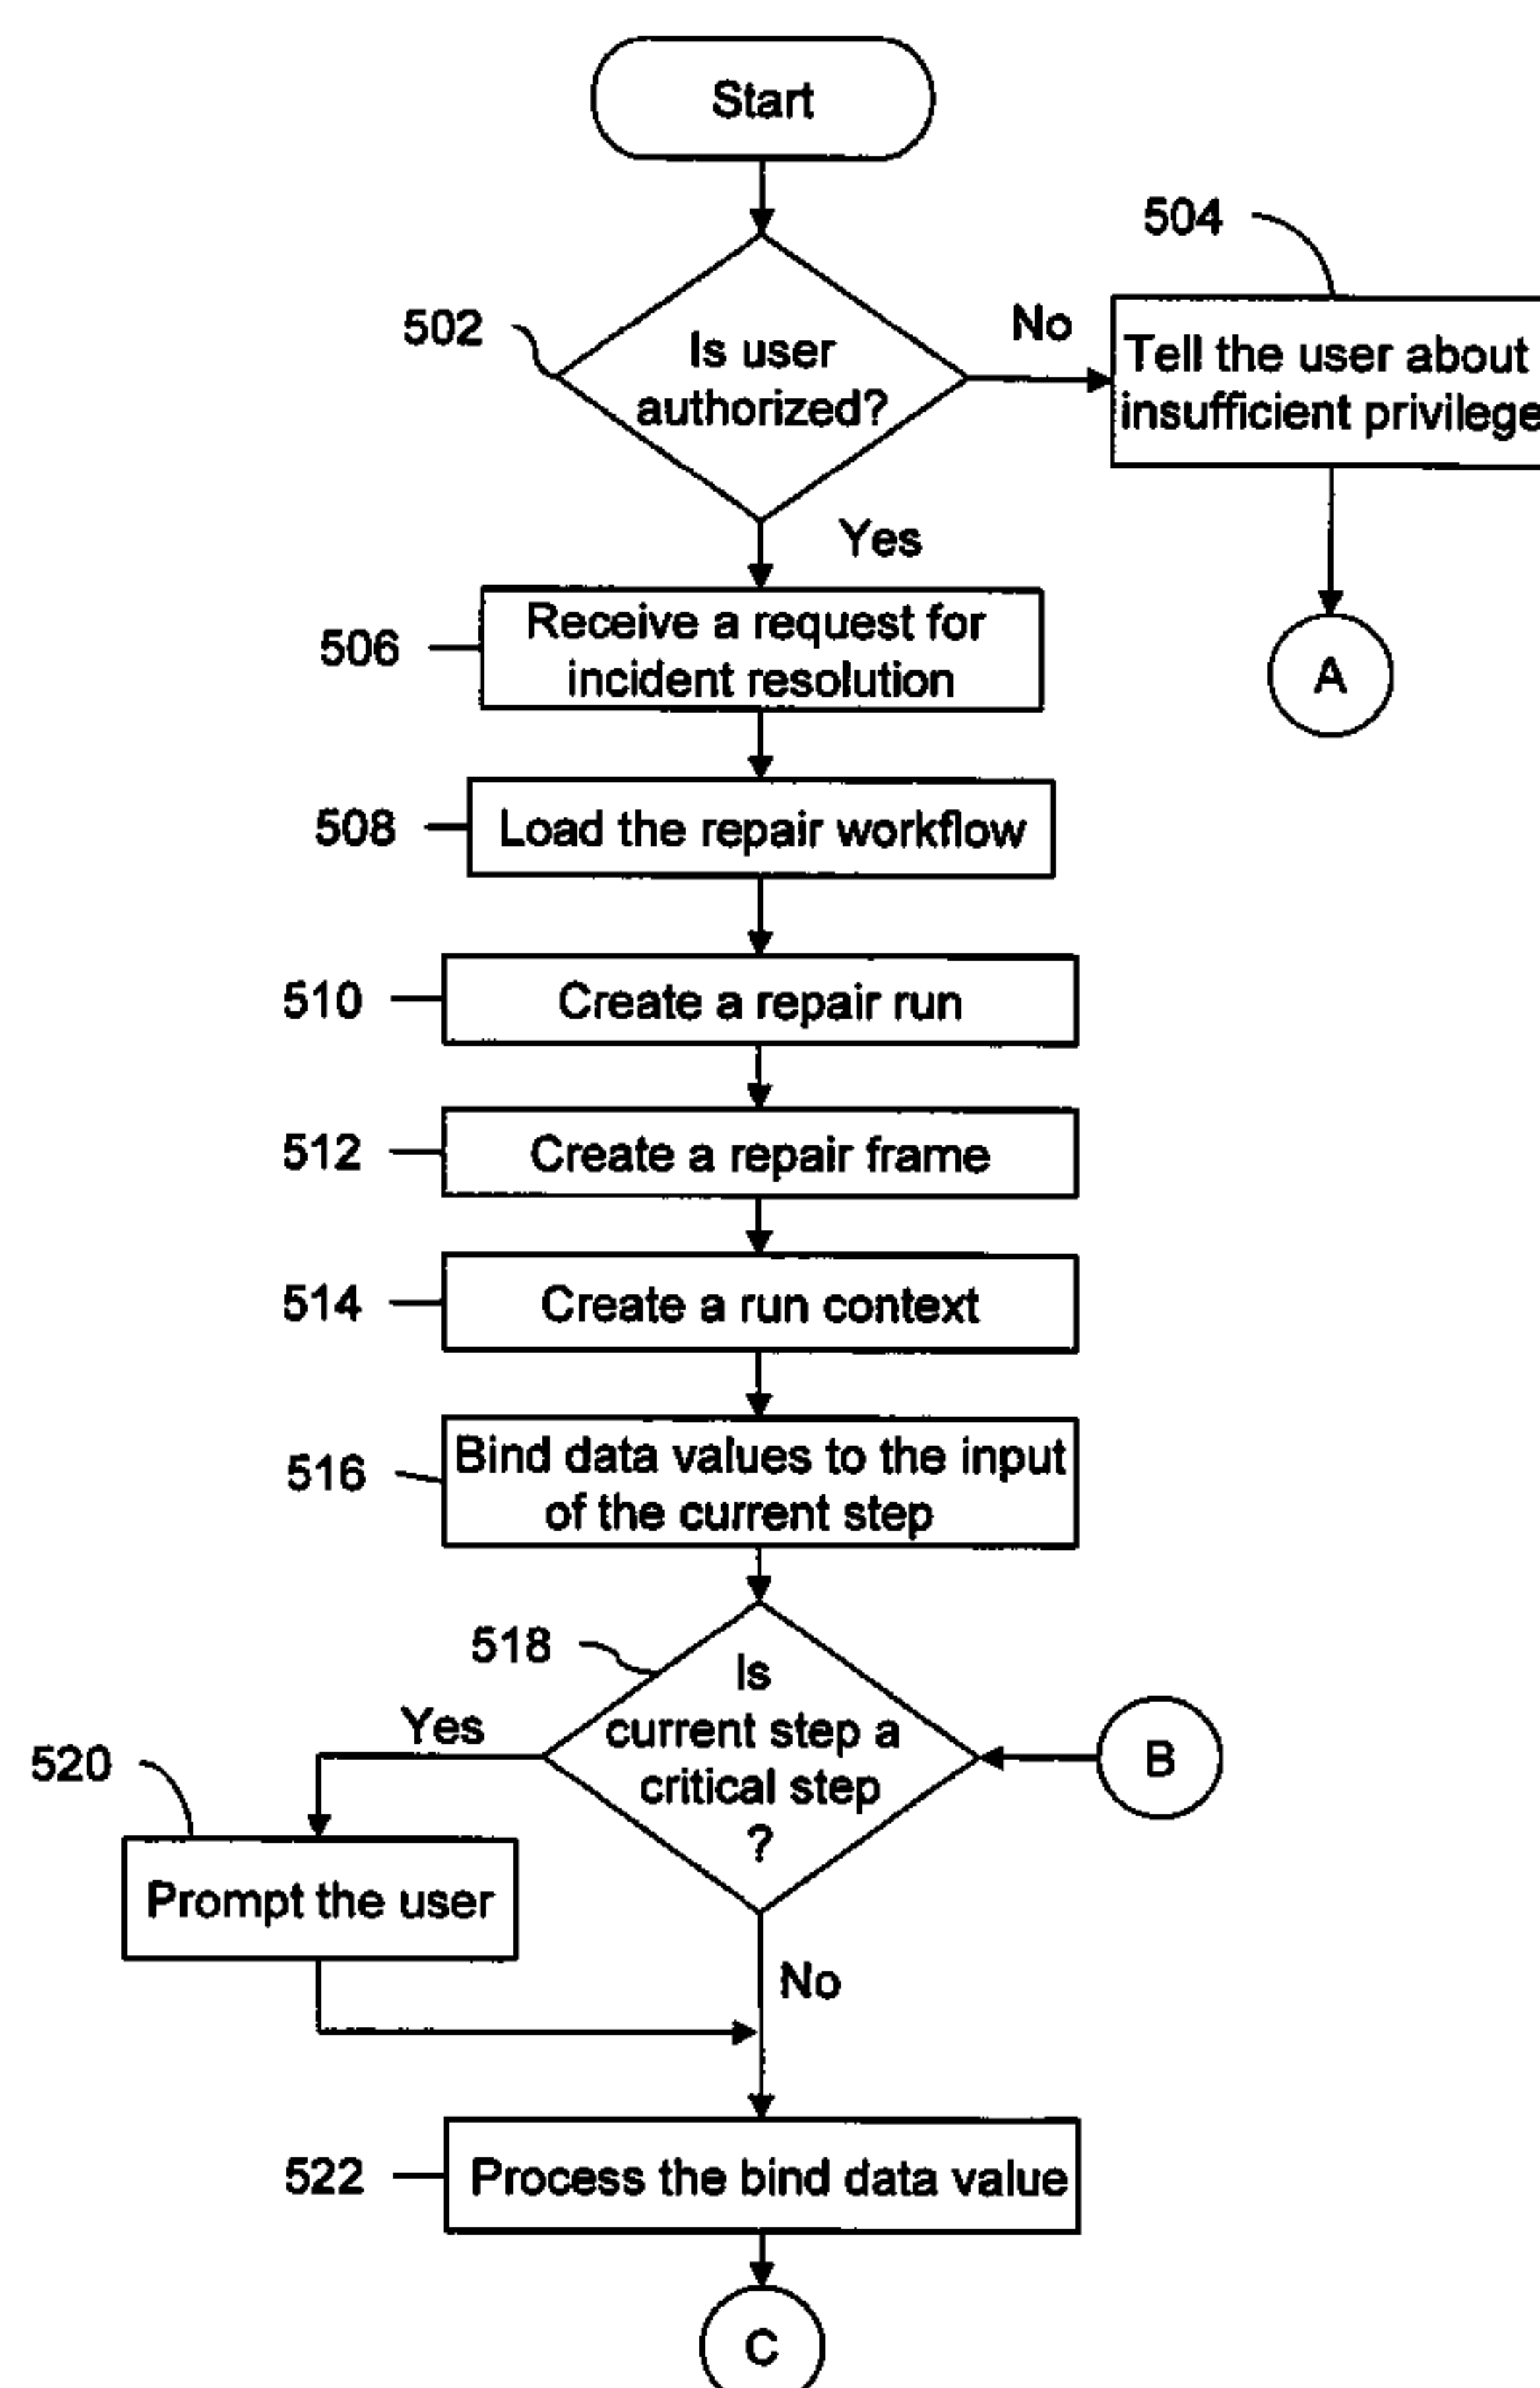 Start
504
502
Is user
authorized?
No
Tell the user about
insufficient privilege
Yes
A
506
Receive a request for
incident resolution
508
Load the repair workflow
510
Create a repair run
512
Create a repair frame
514
Create a run context
516
Bind data values to the input
of the current step
518
Is
current step a
critical step
?
Yes
B
520
Prompt the user
No
522
Process the bind data value
C